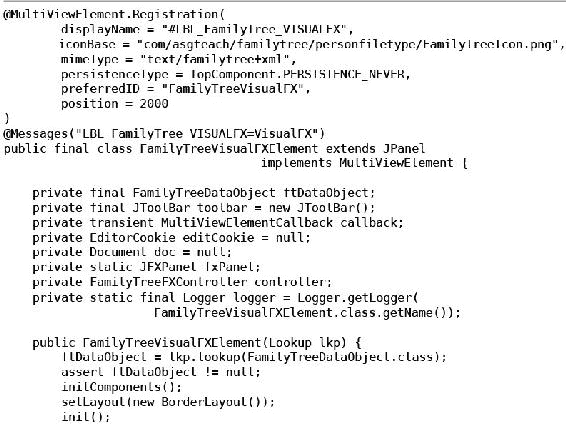 @MultiViewElement.Registration(
displayName = "#LBL_FamilyTree_VISUALFX",
iconBase = "com/asgteach/familytree/personfiletype/FamilyTreeIcon.png",
mimeType = "text/familytree+xml",
persistenceType = TopComponent.PERSISTENCE_NEVER,
preferredID = "FamilyTreeVisualFX",
position = 2000
)
@Messages("LBL_FamilyTree_VISUALFX=VisualFX")
public final class FamilyTreeVisualFXElement extends JPanel
implements MultiViewElement {
private final FamilyTreeDataObject ftDataObject;
private final JToolBar toolbar = new JToolBar();
private transient MultiViewElementCallback callback;
private EditorCookie editCookie = null;
private Document doc = null;
private static JFXPanel fxPanel;
private FamilyTreeFXController controller;
private static final Logger logger = Logger.getLogger(
FamilyTreeVisualFXElement.class.getName());
public FamilyTreeVisualFXElement(Lookup lkp) {
ftDataObject = lkp.lookup(FamilyTreeDataObject.class);
assert ftDataObject != null;
initComponents();
setLayout(new BorderLayout());
init();